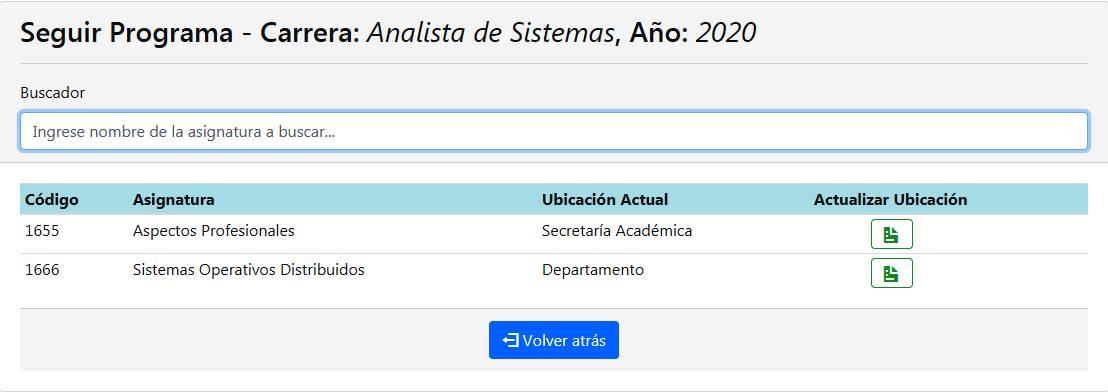 Seguir Programa - Carrera: Analista de Sistemas, Año: 2020
Buscador
Ingrese nombre de la asignatura a buscar...
Código Asignatura Ubicación Actual Actualizar Ubicación
1655 Aspectos Profesionales Secretaría Académica
1666 Sistemas Operativos Distribuidos Departamento
Volver atrás